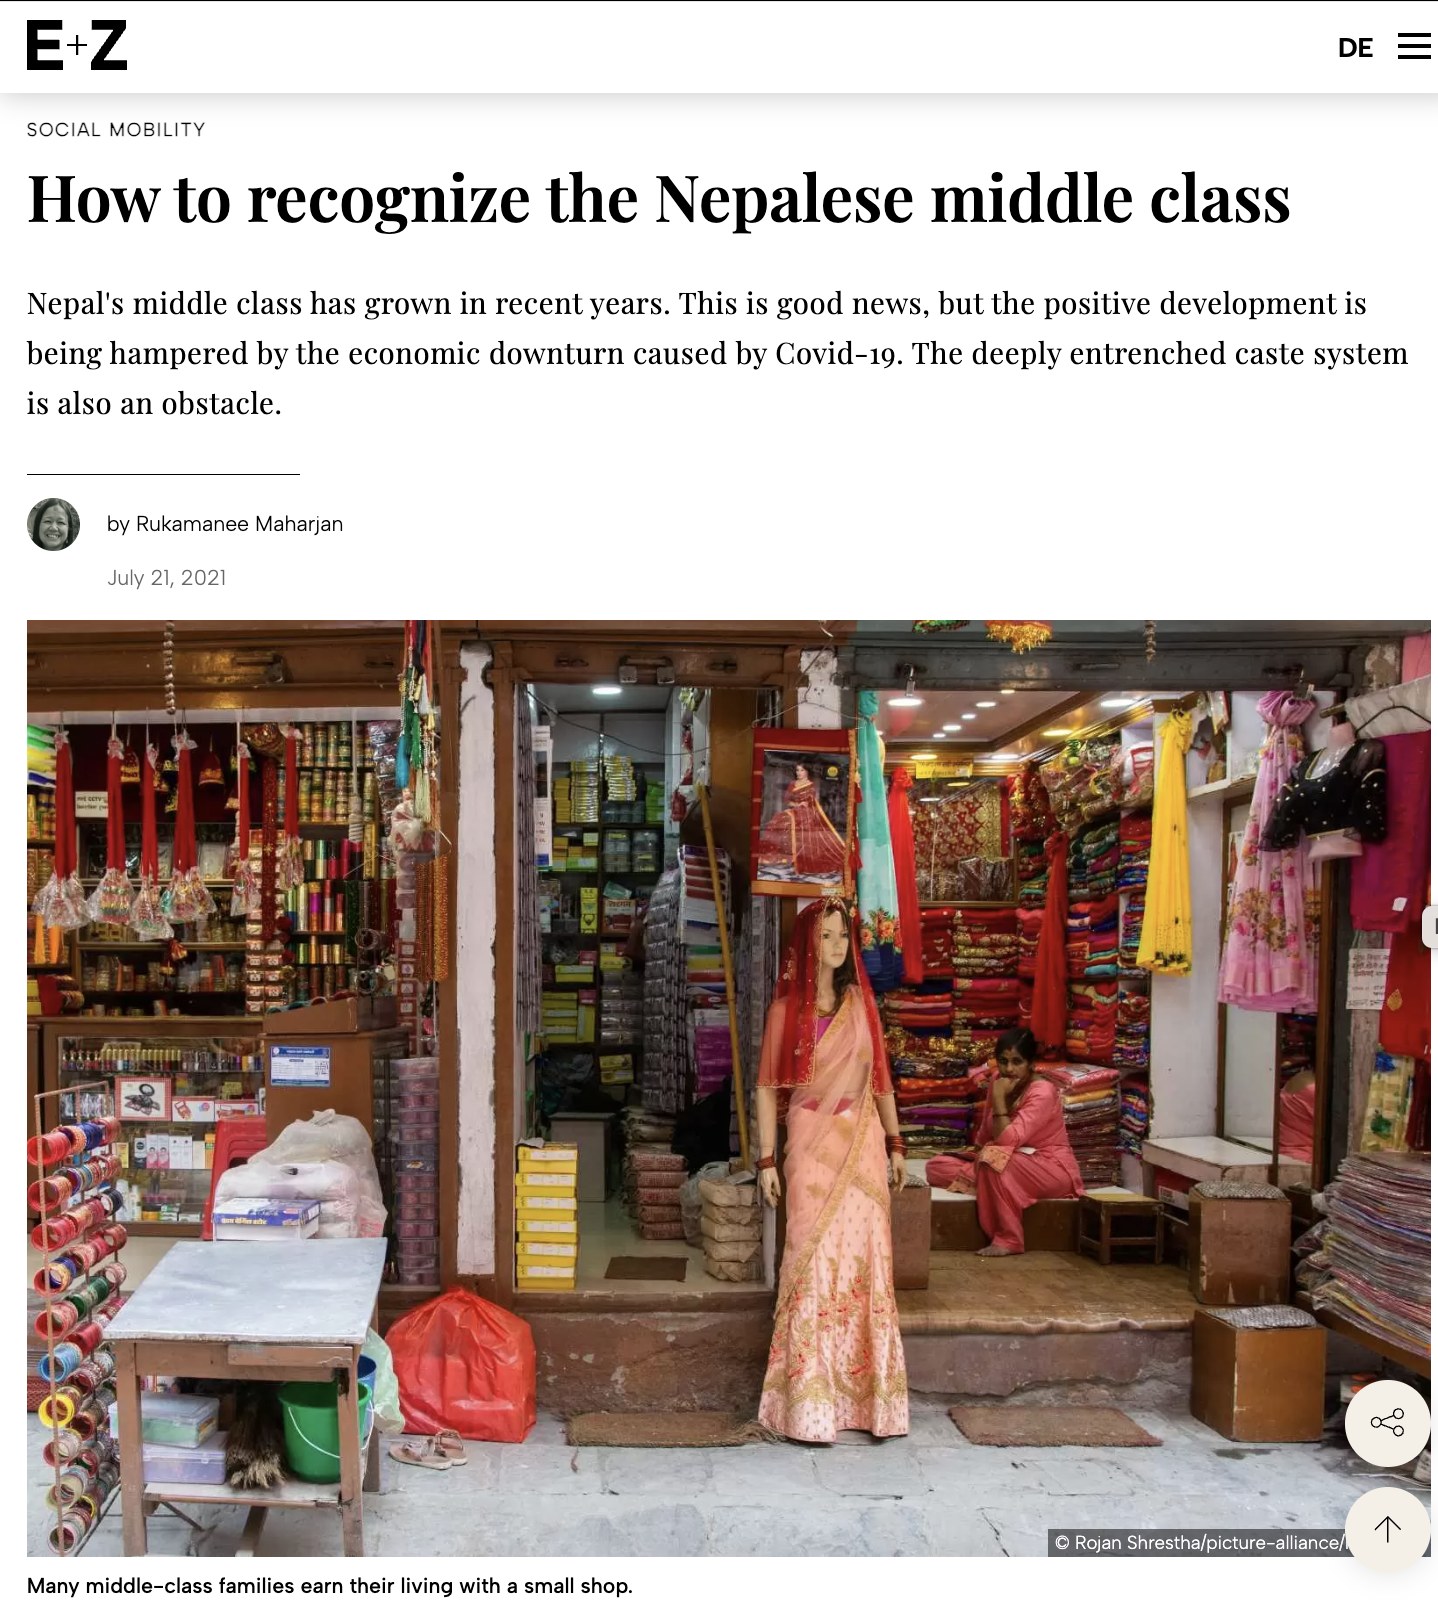 E+Z
DE
SOCIAL MOBILITY
How to recognize the Nepalese middle class
Nepal's middle class has grown in recent years. This is good news, but the positive development is
being hampered by the economic downturn caused by Covid-19. The deeply entrenched caste system
is also an obstacle.
by Rukamanee Maharjan
July 21, 2021
© Rojan Shrestha/picture-alliance/
Many middle-class families earn their living with a small shop.